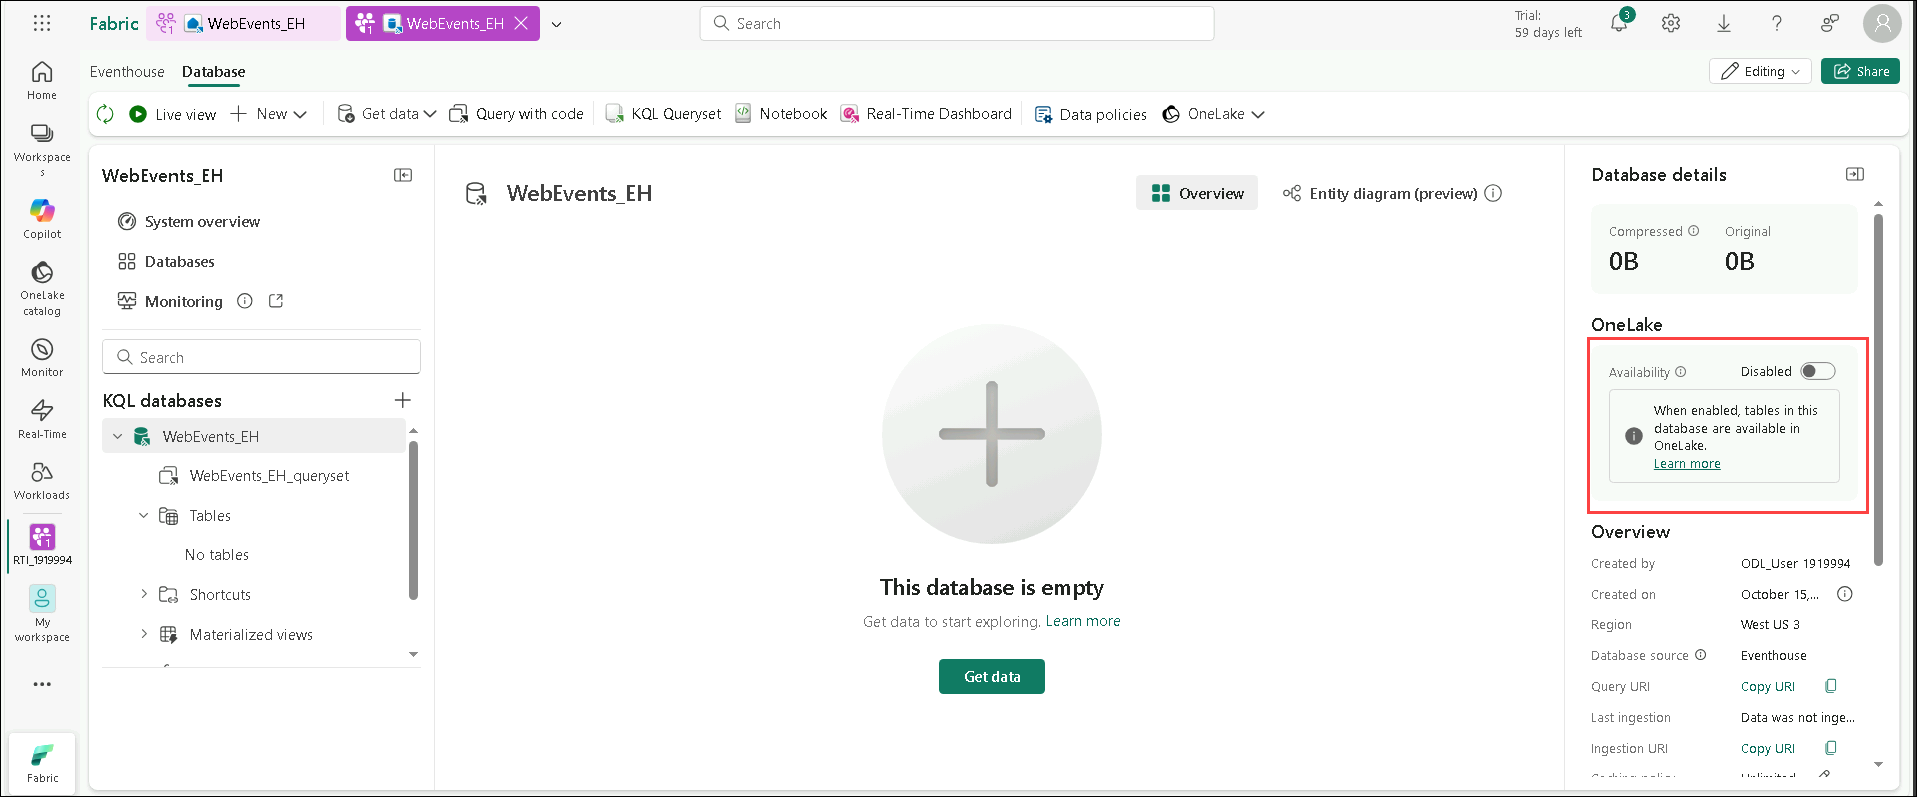 Fabric
WebEvents_EH
WebEvents_EH
Search
Trial:
59 days left
3
Home
Workspace
s
Copilot
OneLake
catalog
Monitor
Real-Time
Workloads
RTI_1919994
My
workspace
Fabric
Eventhouse
Database
Editing
Share
Live view
New
Get data
Query with code
KQL Queryset
Notebook
Real-Time Dashboard
Data policies
OneLake
WebEvents_EH
System overview
Databases
Monitoring
Search
KQL databases
WebEvents_EH
WebEvents_EH_queryset
Tables
No tables
Shortcuts
Materialized views
WebEvents_EH
Overview
Entity diagram (preview)
This database is empty
Get data to start exploring. Learn more
Get data
Database details
Compressed Original
0B 0B
OneLake
Availability Disabled
When enabled, tables in this
database are available in
OneLake.
Learn more
Overview
Created by ODL_User 1919994
Created on October 15,...
Region West US 3
Database source Eventhouse
Query URI Copy URI
Last ingestion Data was not inge...
Ingestion URI Copy URI
Caching policy Unlimited